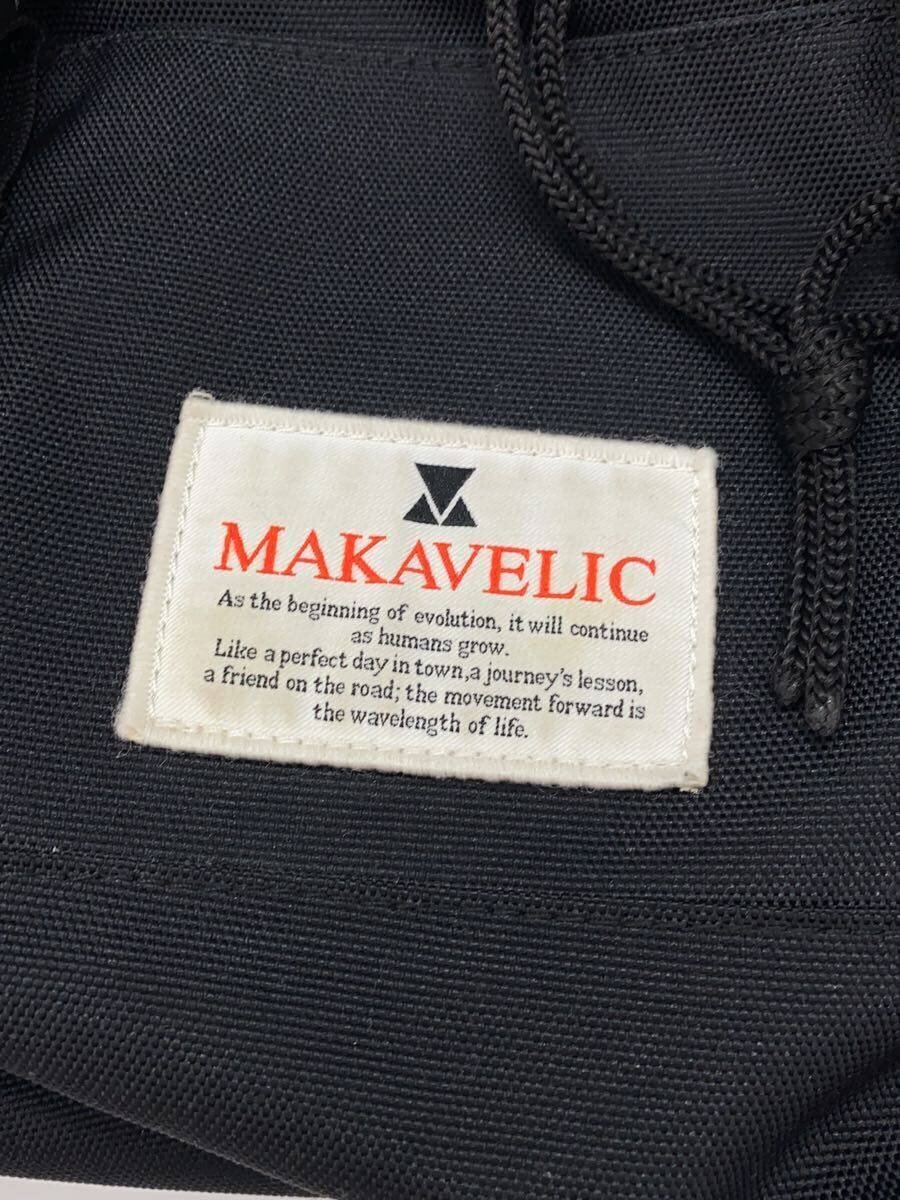 MAKAVELIC
As the beginning of evolution, it will continue
as humans grow.
Like a perfect day in town,a journey's lesson,
a friend on the road; the movement forward is
the wavelength of life.